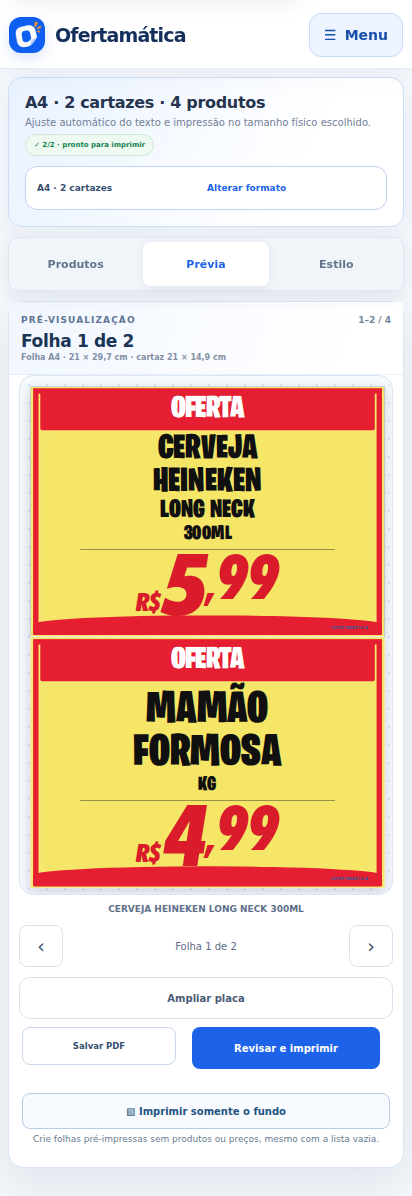 Ofertamática
☰ Menu
A4 · 2 cartazes · 4 produtos
Ajuste automático do texto e impressão no tamanho físico escolhido.
✓ 2/2 · pronto para imprimir
A4 · 2 cartazes Alterar formato
Produtos Prévia Estilo
PRÉ-VISUALIZAÇÃO 1–2 / 4
Folha 1 de 2
Folha A4 · 21 × 29,7 cm · cartaz 21 × 14,9 cm
OFERTA
CERVEJA
HEINEKEN
LONG NECK
300ML
R$5,99
OFERTA
MAMÃO
FORMOSA
KG
R$4,99
CERVEJA HEINEKEN LONG NECK 300ML
‹ Folha 1 de 2 ›
Ampliar placa
Salvar PDF Revisar e imprimir
▧ Imprimir somente o fundo
Crie folhas pré-impressas sem produtos ou preços, mesmo com a lista vazia.